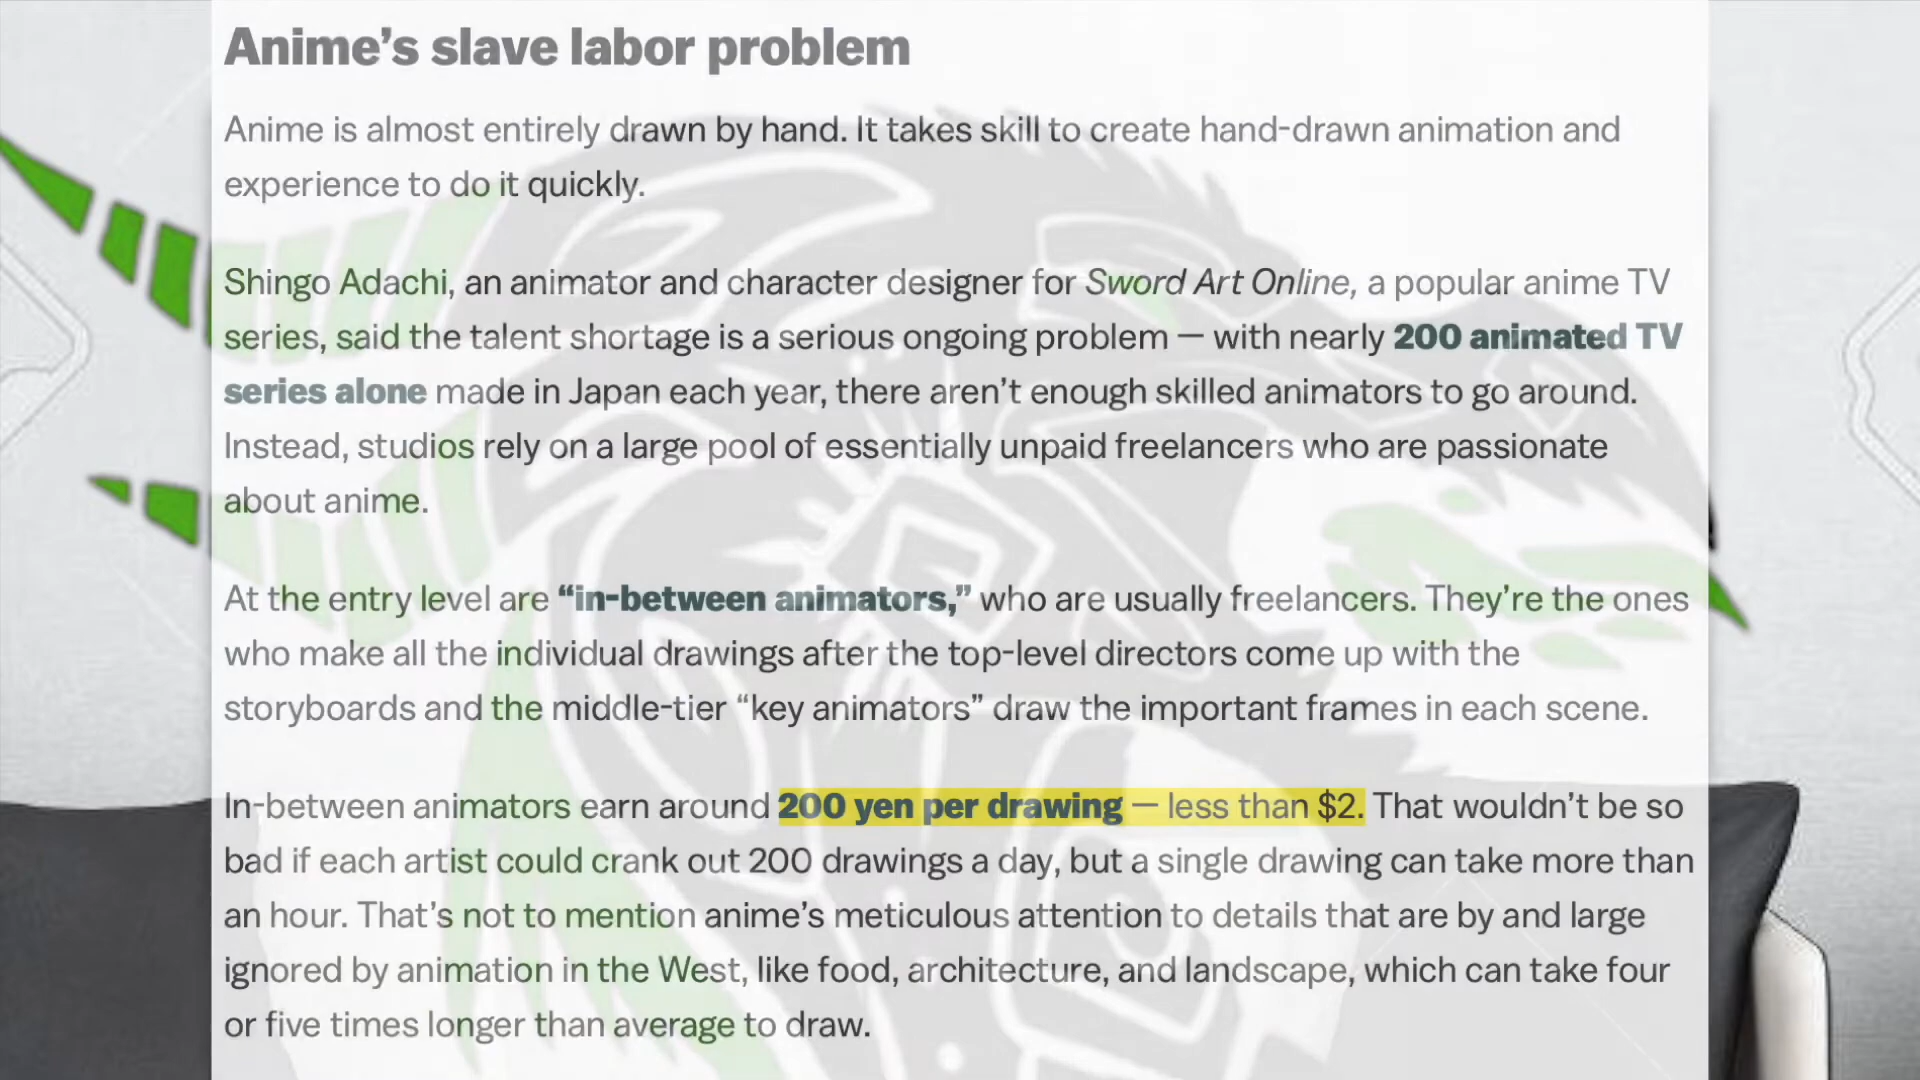 Anime’s slave labor problem
Anime is almost entirely drawn by hand. It takes skill to create hand-drawn animation and
experience to do it quickly.
Shingo Adachi, an animator and character designer for Sword Art Online, a popular anime TV
series, said the talent shortage is a serious ongoing problem — with nearly 200 animated TV
series alone made in Japan each year, there aren’t enough skilled animators to go around.
Instead, studios rely on a large pool of essentially unpaid freelancers who are passionate
about anime.
At the entry level are “in-between animators,” who are usually freelancers. They’re the ones
who make all the individual drawings after the top-level directors come up with the
storyboards and the middle-tier “key animators” draw the important frames in each scene.
In-between animators earn around 200 yen per drawing — less than $2. That wouldn’t be so
bad if each artist could crank out 200 drawings a day, but a single drawing can take more than
an hour. That’s not to mention anime’s meticulous attention to details that are by and large
ignored by animation in the West, like food, architecture, and landscape, which can take four
or five times longer than average to draw.